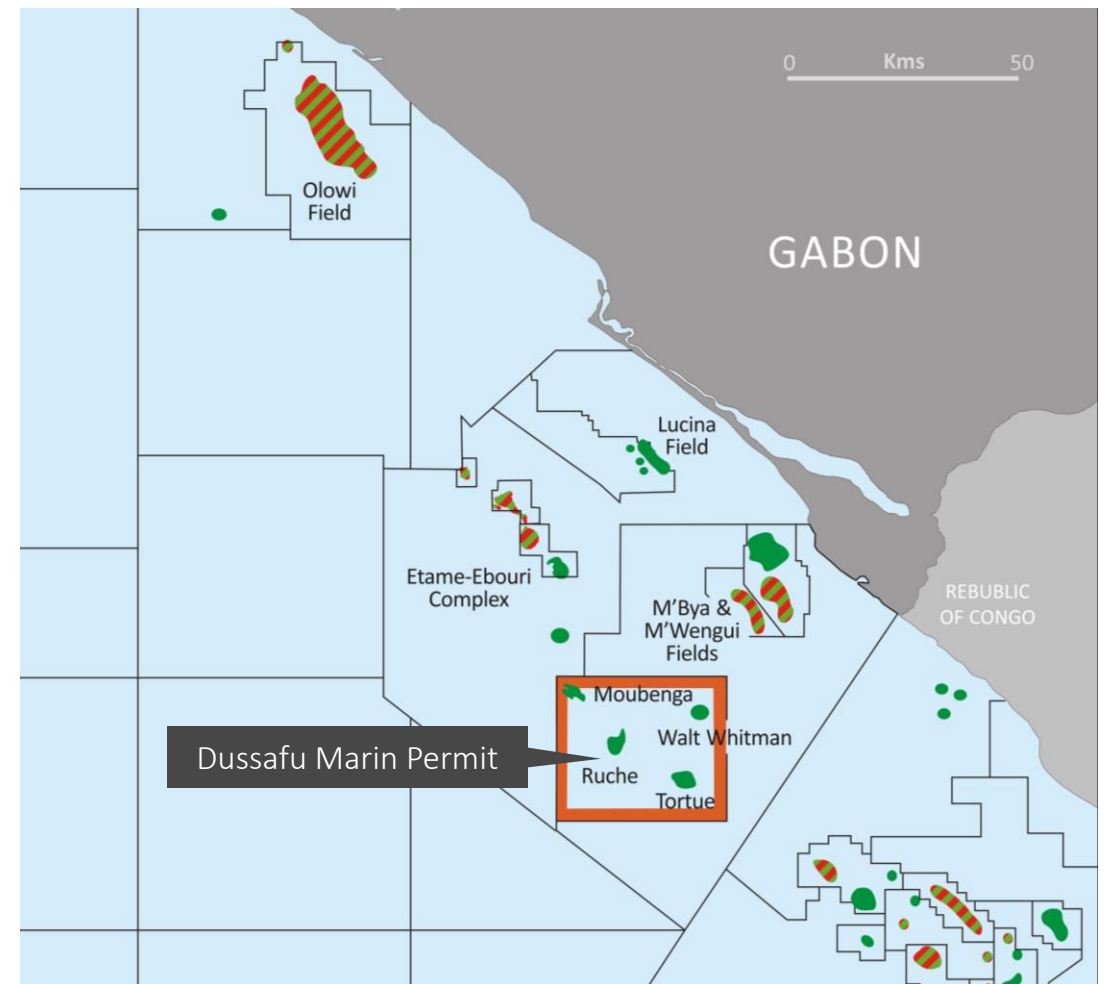 0 Kms 50
Olowi
Field
GABON
Lucina
Field
Etame-Ebouri
Complex
M'Bya &
M'Wengui
Fields
REBUBLIC
OF CONGO
Moubenga
Walt Whitman
Dussafu Marin Permit
Ruche
Tortue